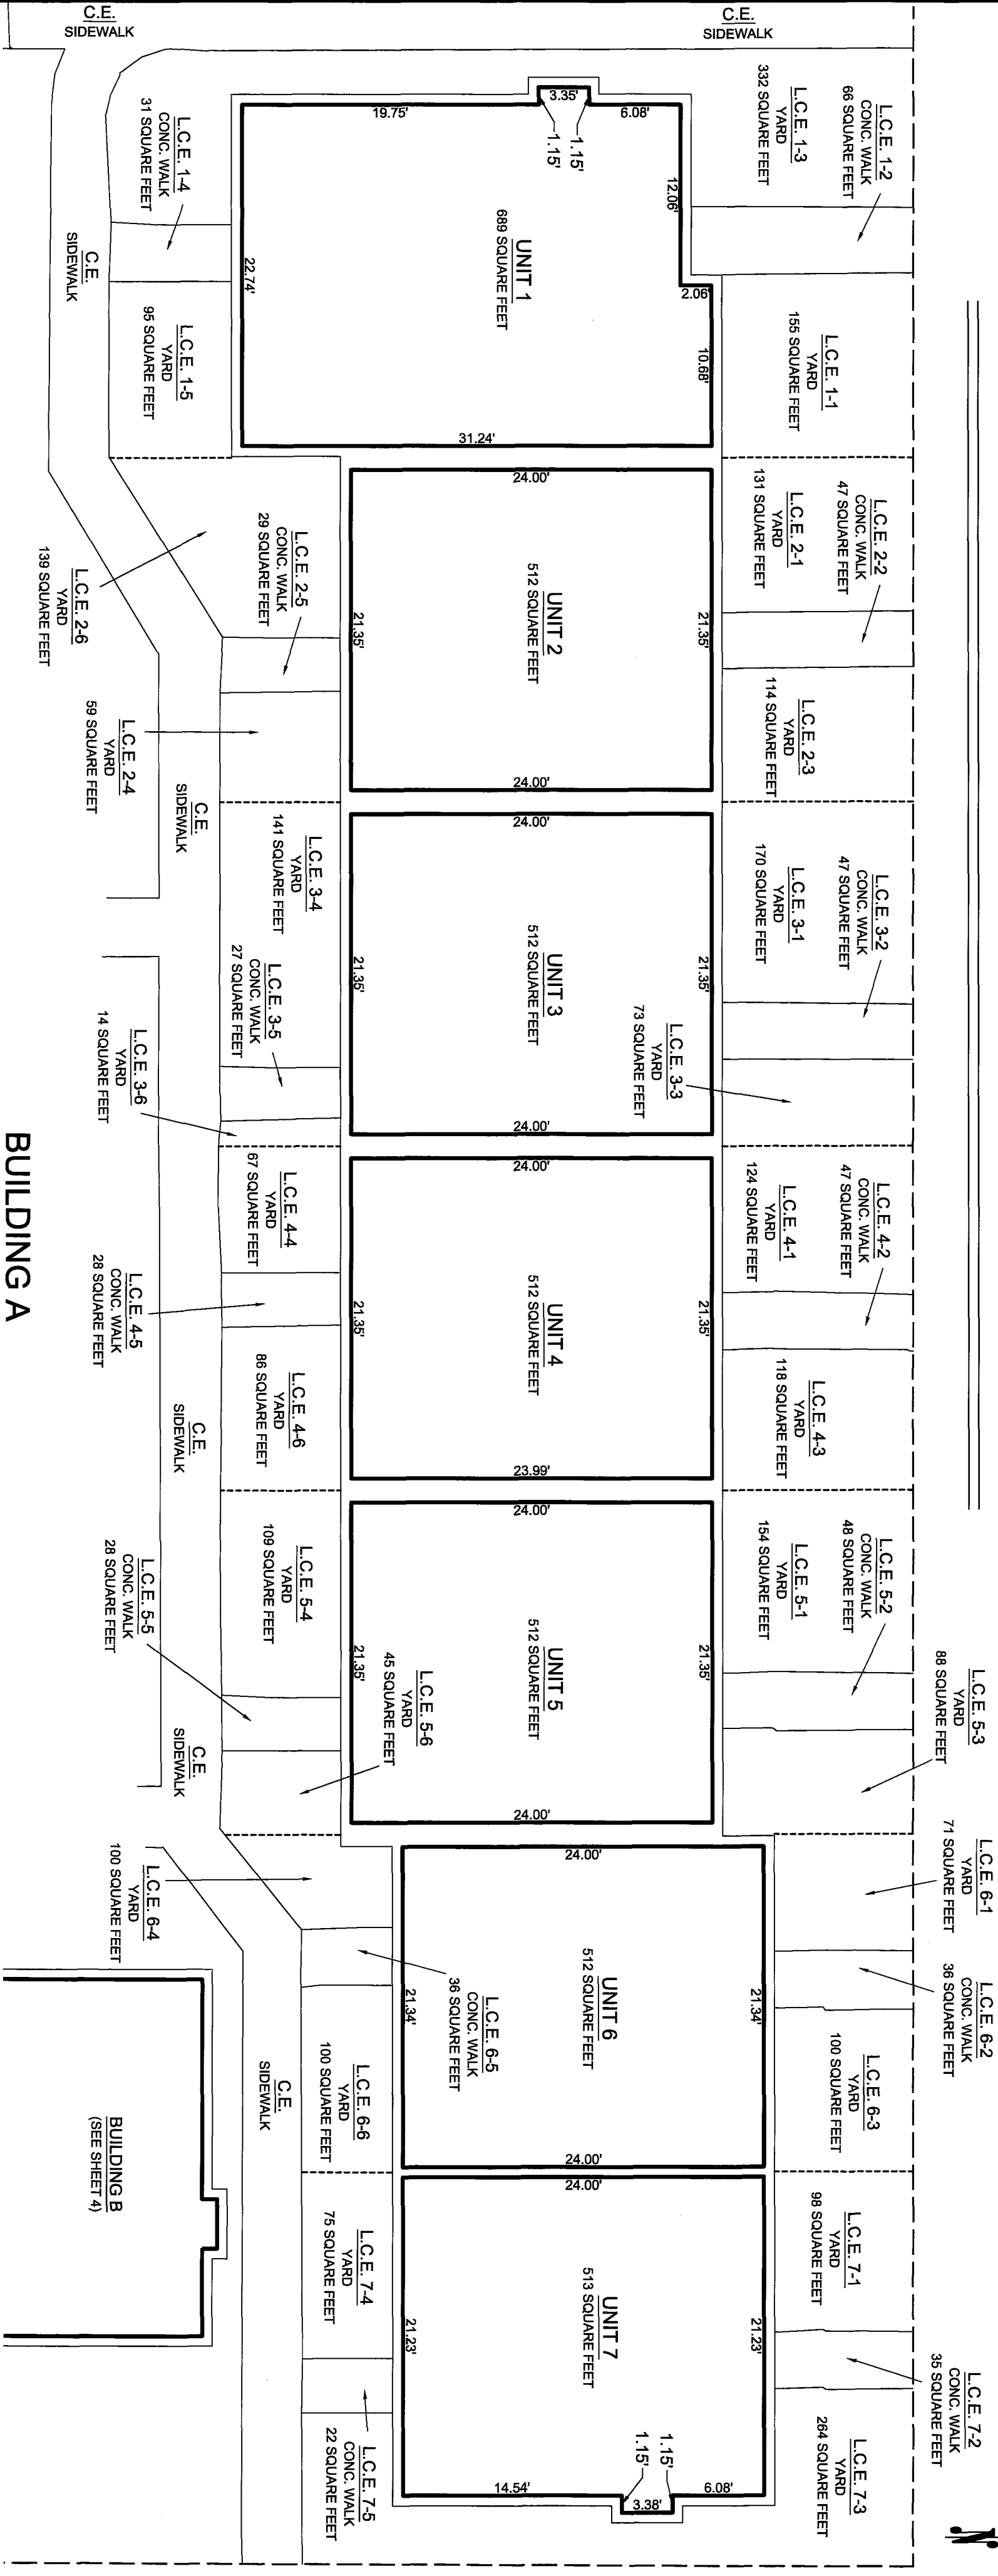 C.E.
SIDEWALK
C.E.
SIDEWALK
L.C.E. 1-2
CONC. WALK
66 SQUARE FEET
L.C.E. 1-3
YARD
332 SQUARE FEET
L.C.E. 1-4
CONC. WALK
31 SQUARE FEET
3.35'
19.75'
6.08'
1.15'
1.15'
12.06'
UNIT 1
689 SQUARE FEET
C.E.
SIDEWALK
22.74'
2.06'
10.68'
L.C.E. 1-5
YARD
95 SQUARE FEET
L.C.E. 1-1
YARD
155 SQUARE FEET
31.24'
24.00'
L.C.E. 2-2
CONC. WALK
47 SQUARE FEET
L.C.E. 2-1
YARD
131 SQUARE FEET
L.C.E. 2-5
CONC. WALK
29 SQUARE FEET
L.C.E. 2-6
YARD
139 SQUARE FEET
UNIT 2
512 SQUARE FEET
21.35'
21.35'
L.C.E. 2-3
YARD
114 SQUARE FEET
L.C.E. 2-4
YARD
59 SQUARE FEET
24.00'
C.E.
SIDEWALK
24.00'
L.C.E. 3-4
YARD
141 SQUARE FEET
L.C.E. 3-2
CONC. WALK
47 SQUARE FEET
L.C.E. 3-1
YARD
170 SQUARE FEET
UNIT 3
512 SQUARE FEET
21.35'
21.35'
L.C.E. 3-5
CONC. WALK
27 SQUARE FEET
L.C.E. 3-3
YARD
73 SQUARE FEET
L.C.E. 3-6
YARD
14 SQUARE FEET
24.00'
24.00'
BUILDING A
L.C.E. 4-2
CONC. WALK
47 SQUARE FEET
L.C.E. 4-1
YARD
124 SQUARE FEET
L.C.E. 4-4
YARD
67 SQUARE FEET
L.C.E. 4-5
CONC. WALK
28 SQUARE FEET
UNIT 4
512 SQUARE FEET
21.35'
21.35'
L.C.E. 4-3
YARD
118 SQUARE FEET
L.C.E. 4-6
YARD
86 SQUARE FEET
C.E.
SIDEWALK
23.99'
24.00'
L.C.E. 5-2
CONC. WALK
48 SQUARE FEET
L.C.E. 5-1
YARD
154 SQUARE FEET
L.C.E. 5-4
YARD
109 SQUARE FEET
L.C.E. 5-5
CONC. WALK
28 SQUARE FEET
UNIT 5
512 SQUARE FEET
21.35'
21.35'
L.C.E. 5-3
YARD
88 SQUARE FEET
L.C.E. 5-6
YARD
45 SQUARE FEET
C.E.
SIDEWALK
24.00'
24.00'
L.C.E. 6-1
YARD
71 SQUARE FEET
L.C.E. 6-4
YARD
100 SQUARE FEET
L.C.E. 6-2
CONC. WALK
36 SQUARE FEET
UNIT 6
512 SQUARE FEET
21.34'
21.34'
L.C.E. 6-5
CONC. WALK
36 SQUARE FEET
L.C.E. 6-3
YARD
100 SQUARE FEET
L.C.E. 6-6
YARD
100 SQUARE FEET
C.E.
SIDEWALK
BUILDING B
(SEE SHEET 4)
24.00'
24.00'
L.C.E. 7-1
YARD
98 SQUARE FEET
L.C.E. 7-4
YARD
75 SQUARE FEET
UNIT 7
513 SQUARE FEET
21.23'
21.23'
L.C.E. 7-2
CONC. WALK
35 SQUARE FEET
L.C.E. 7-3
YARD
264 SQUARE FEET
L.C.E. 7-5
CONC. WALK
22 SQUARE FEET
1.15'
1.15'
14.54'
3.38'
6.08'
N.